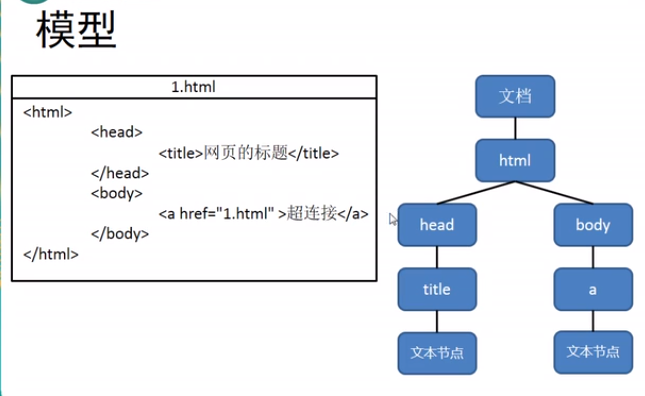 模型
1.html
<html>
<head>
<title>网页的标题</title>
</head>
<body>
<a href="1.html" >超连接</a>
</body>
</html>
文档
html
head body
title a
文本节点 文本节点